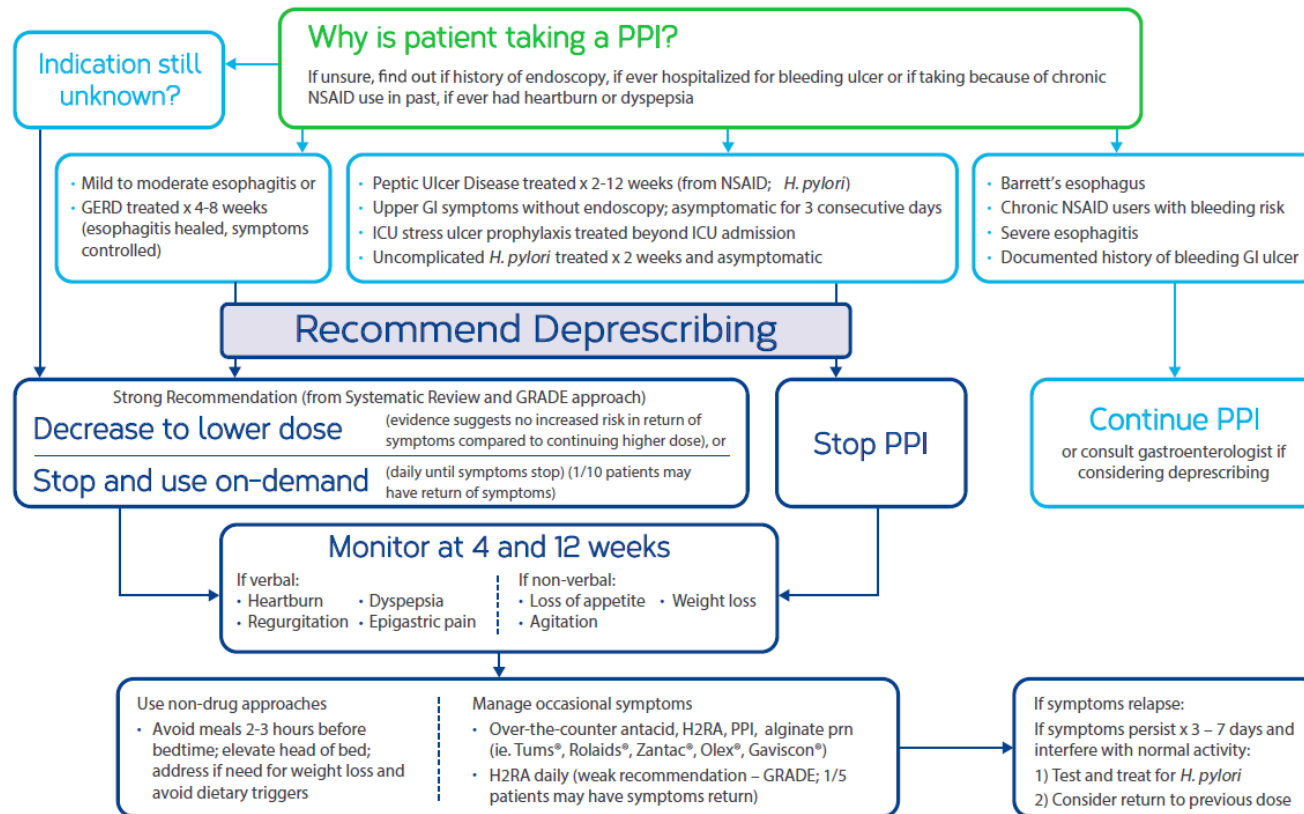 Why is patient taking a PPI?
If unsure, find out if history of endoscopy, if ever hospitalized for bleeding ulcer or if taking because of chronic
NSAID use in past, if ever had heartburn or dyspepsia
Indication still
unknown?
• Mild to moderate esophagitis or
• GERD treated x 4-8 weeks
(esophagitis healed, symptoms
controlled)
• Peptic Ulcer Disease treated x 2-12 weeks (from NSAID; H. pylori)
• Upper GI symptoms without endoscopy; asymptomatic for 3 consecutive days
• ICU stress ulcer prophylaxis treated beyond ICU admission
• Uncomplicated H. pylori treated x 2 weeks and asymptomatic
• Barrett's esophagus
• Chronic NSAID users with bleeding risk
• Severe esophagitis
• Documented history of bleeding GI ulcer
Recommend Deprescribing
Strong Recommendation (from Systematic Review and GRADE approach)
Decrease to lower dose
(evidence suggests no increased risk in return of
symptoms compared to continuing higher dose), or
Stop and use on-demand
(daily until symptoms stop) (1/10 patients may
have return of symptoms)
Stop PPI
Continue PPI
or consult gastroenterologist if
considering deprescribing
Monitor at 4 and 12 weeks
If verbal:
• Heartburn • Dyspepsia
• Regurgitation • Epigastric pain
If non-verbal:
• Loss of appetite • Weight loss
• Agitation
Use non-drug approaches
• Avoid meals 2-3 hours before
bedtime; elevate head of bed;
address if need for weight loss and
avoid dietary triggers
Manage occasional symptoms
• Over-the-counter antacid, H2RA, PPI, alginate prn
(ie. Tums®, Rolaids®, Zantac®, Olex®, Gaviscon®)
• H2RA daily (weak recommendation – GRADE; 1/5
patients may have symptoms return)
If symptoms relapse:
If symptoms persist x 3 – 7 days and
interfere with normal activity:
1) Test and treat for H. pylori
2) Consider return to previous dose